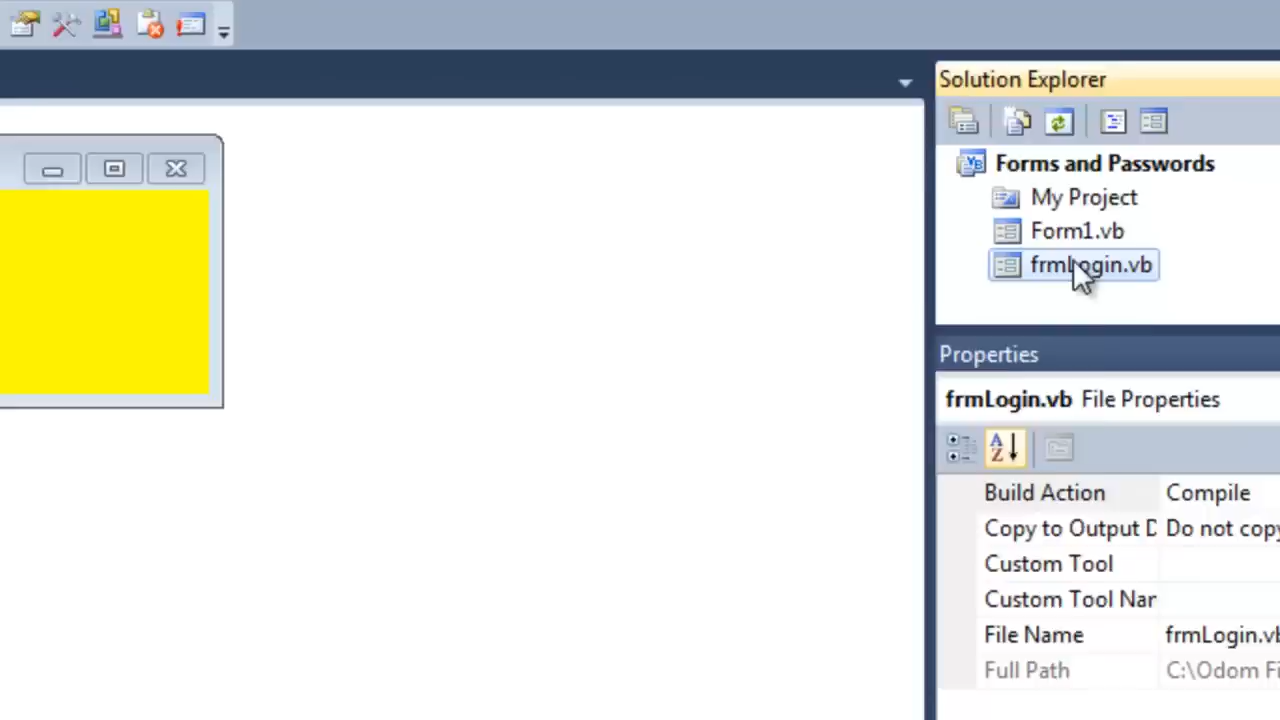 Solution Explorer
Forms and Passwords
My Project
Form1.vb
frmLogin.vb
Properties
frmLogin.vb File Properties
Build Action Compile
Copy to Output D Do not copy
Custom Tool
Custom Tool Nar
File Name frmLogin.vb
Full Path C:\Odom Fi